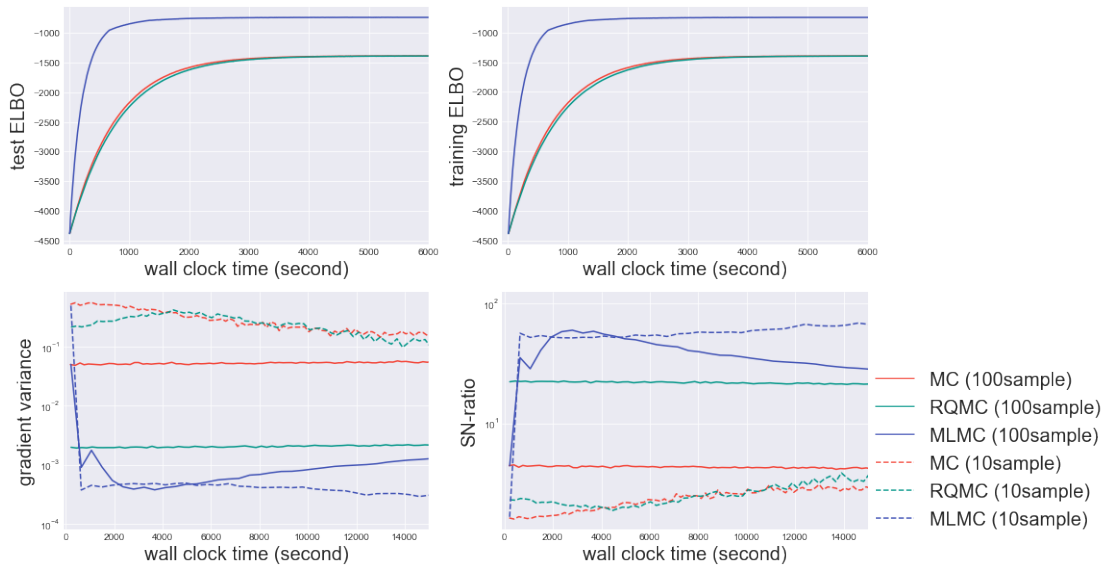 −1000
−1500
−2000
−2500
−3000
−3500
−4000
−4500
test ELBO
0 1000 2000 3000 4000 5000 6000
wall clock time (second)
−1000
−1500
−2000
−2500
−3000
−3500
−4000
−4500
training ELBO
0 1000 2000 3000 4000 5000 6000
wall clock time (second)
10⁻¹
10⁻²
10⁻³
10⁻⁴
gradient variance
0 2000 4000 6000 8000 10000 12000 14000
wall clock time (second)
10²
10¹
SN-ratio
0 2000 4000 6000 8000 10000 12000 14000
wall clock time (second)
MC (100sample)
RQMC (100sample)
MLMC (100sample)
MC (10sample)
RQMC (10sample)
MLMC (10sample)